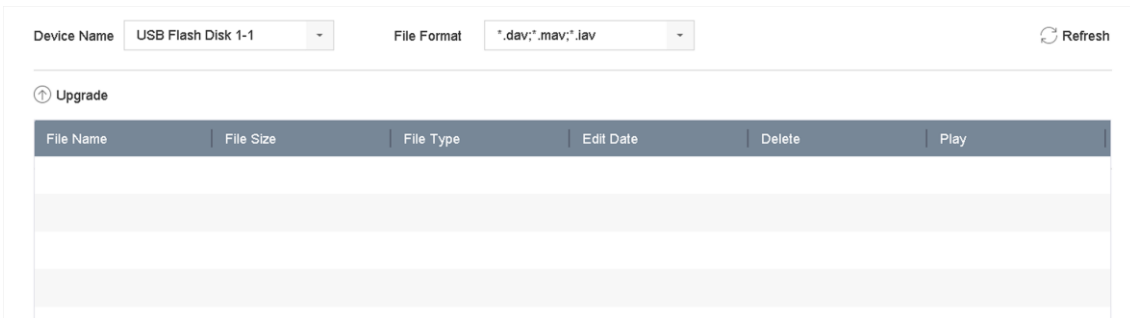 Device Name USB Flash Disk 1-1 File Format *.dav;*.mav;*.iav Refresh
Upgrade
File Name File Size File Type Edit Date Delete Play